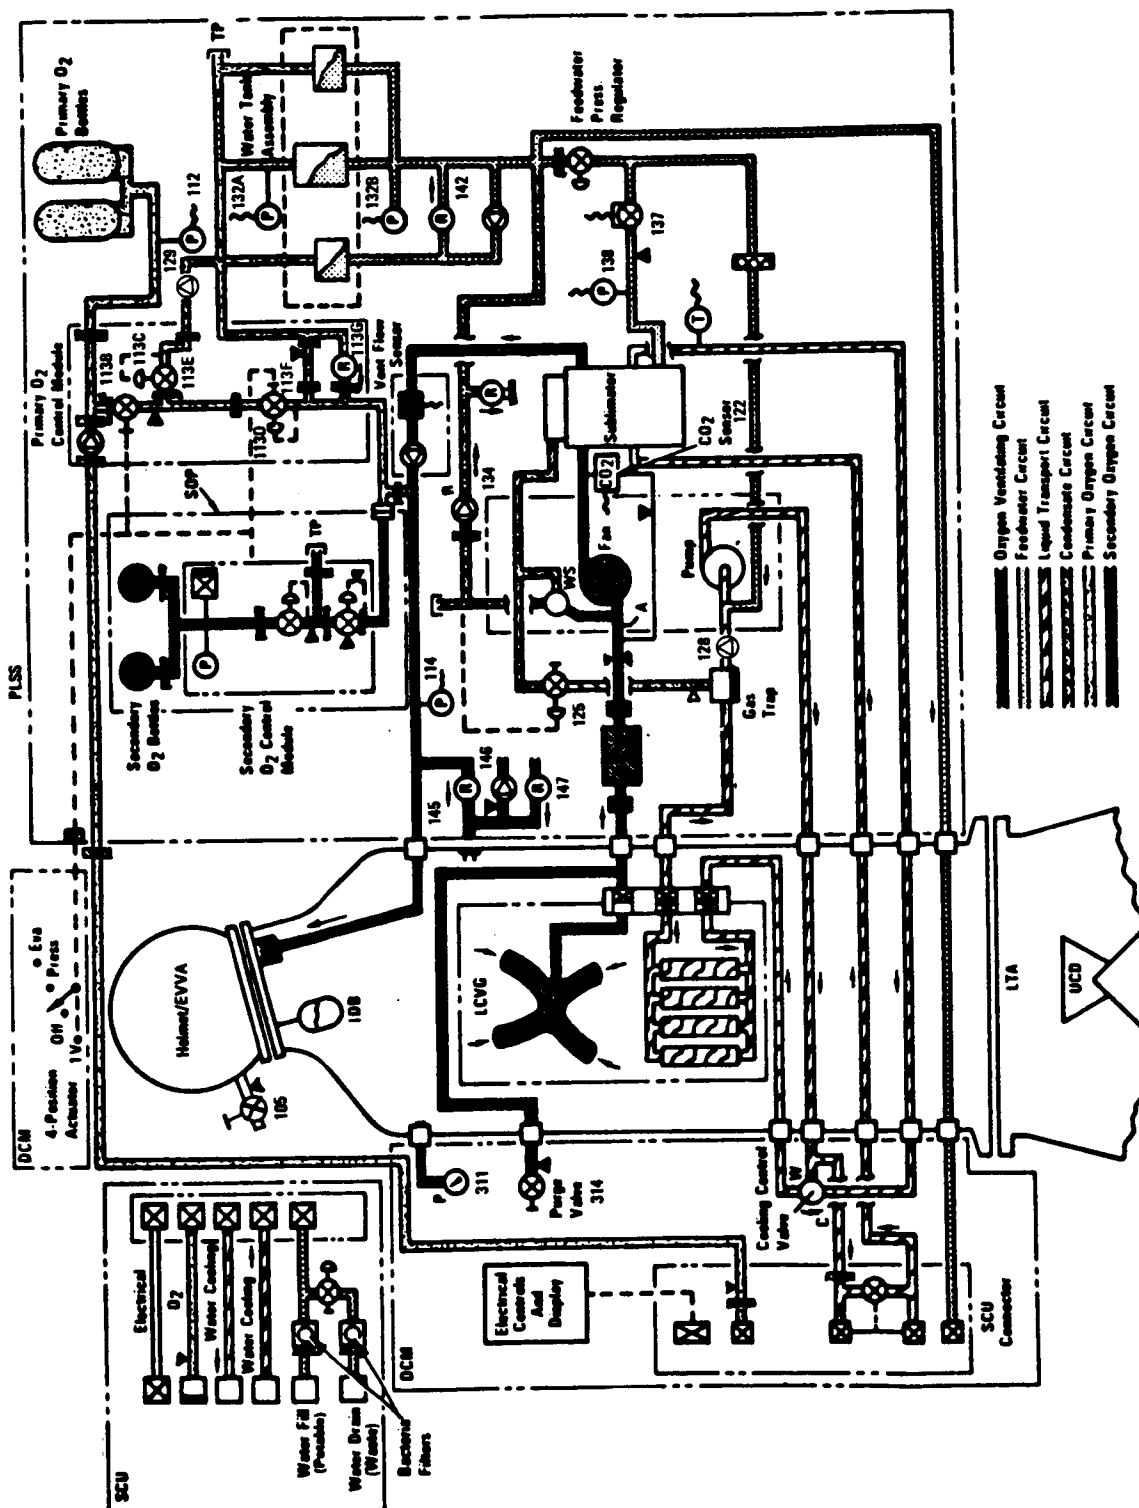 SCU
Electrical
O2
Water Cooling
Water Cooling
Water Fill
(Potable)
Water Drain
(Waste)
Bacteria
Filters
DCM
4-Position
Actuator
Off
Eva
Press
IV
Helmet/EVVA
105
IDB
P
311
Purge
Valve
314
DCM
Electrical
Controls
And
Display
SCU
Connector
Cooling Control
Valve
W
C
LCVG
LTA
UCD
PLSS
SOP
Secondary
O2 Bottles
Secondary
O2 Control
Module
P
TP
P
114
145
R
146
R
147
Primary O2
Control Module
113B
113C
113E
113D
113F
R
113G
Vent Flow
Sensor
Primary O2
Bottles
P
112
129
TP
Water Tank
Assembly
132A
P
132B
P
R
142
R
134
R
Feedwater
Press
Regulator
137
138
P
T
Sublimator
CO2
CO2
Sensor
122
Fan
WS
A
125
Pump
128
Gas
Trap
Oxygen Ventilating Circuit
Feedwater Circuit
Liquid Transport Circuit
Condensate Circuit
Primary Oxygen Circuit
Secondary Oxygen Circuit